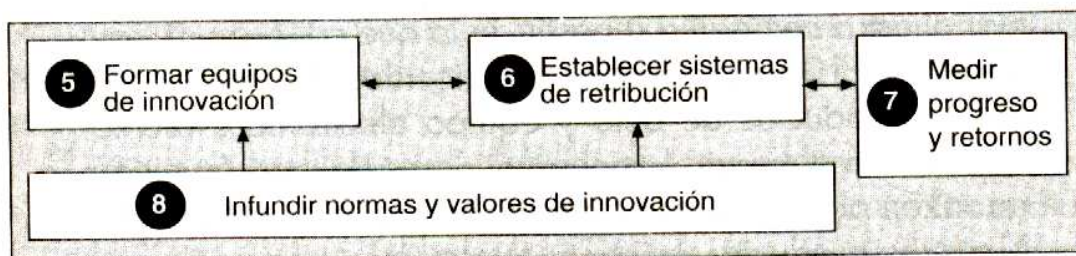 5 Formar equipos
de innovación
6 Establecer sistemas
de retribución
7 Medir
progreso
y retornos
8 Infundir normas y valores de innovación